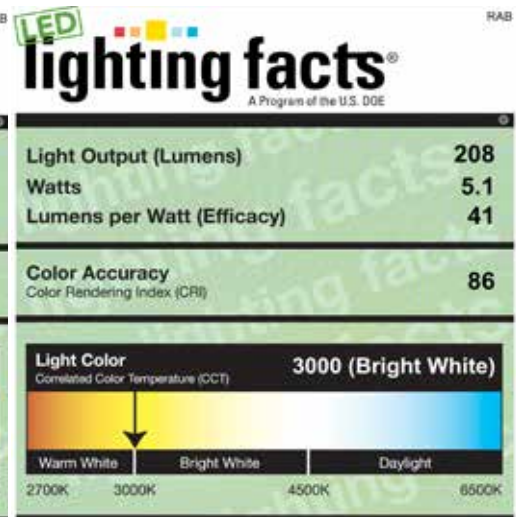 B
RAB
LED
lighting facts®
A Program of the U.S. DOE
Light Output (Lumens) 208
Watts 5.1
Lumens per Watt (Efficacy) 41
Color Accuracy
Color Rendering Index (CRI) 86
Light Color
Correlated Color Temperature (CCT) 3000 (Bright White)
Warm White Bright White Daylight
2700K 3000K 4500K 6500K